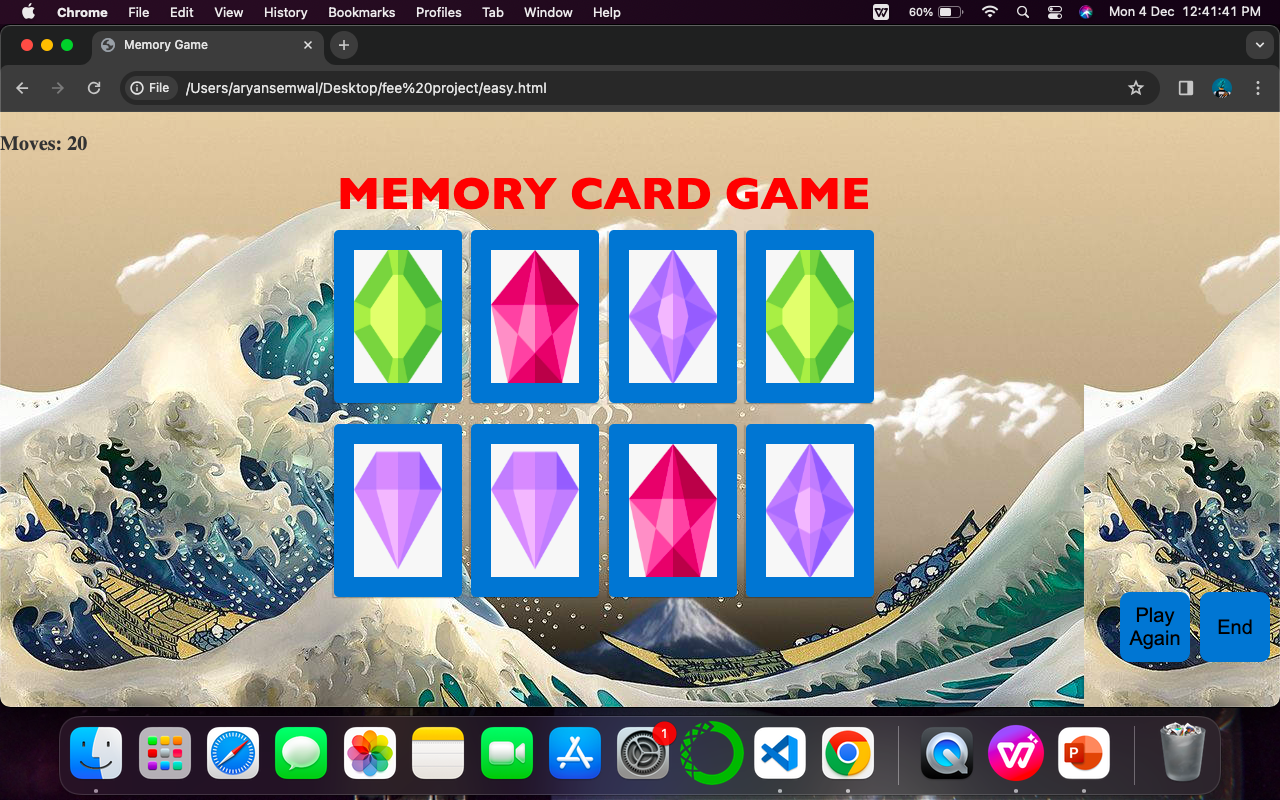 Chrome File Edit View History Bookmarks Profiles Tab Window Help W 60% Mon 4 Dec 12:41:41 PM
Memory Game
File /Users/aryansemwal/Desktop/fee%20project/easy.html
Moves: 20
MEMORY CARD GAME
Play
Again
End
1
W
P